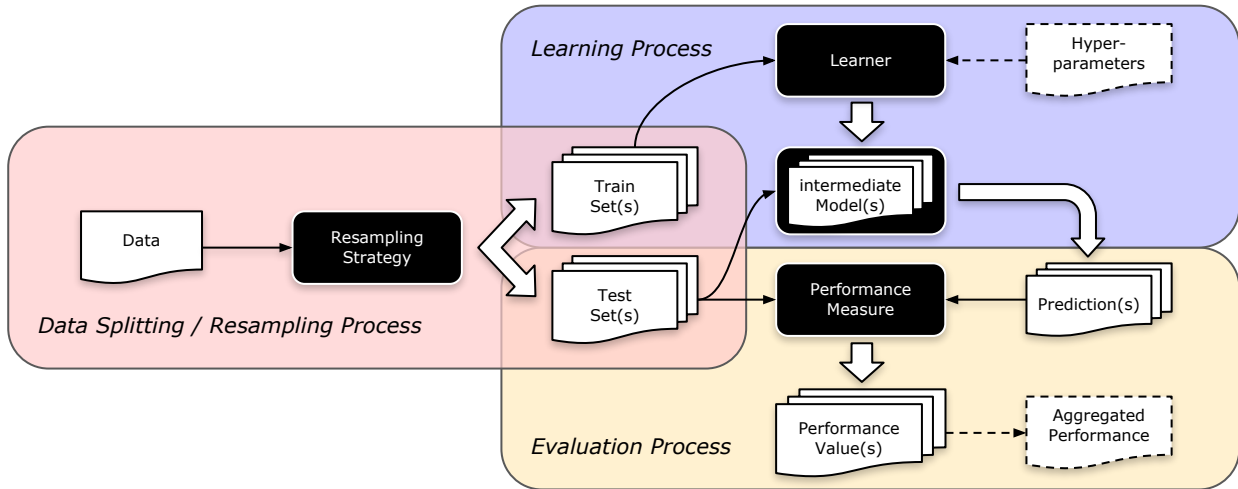 Learning Process
Learner
Hyper-
parameters
Train
Set(s)
intermediate
Model(s)
Data
Resampling
Strategy
Data Splitting / Resampling Process
Test
Set(s)
Performance
Measure
Prediction(s)
Performance
Value(s)
Aggregated
Performance
Evaluation Process